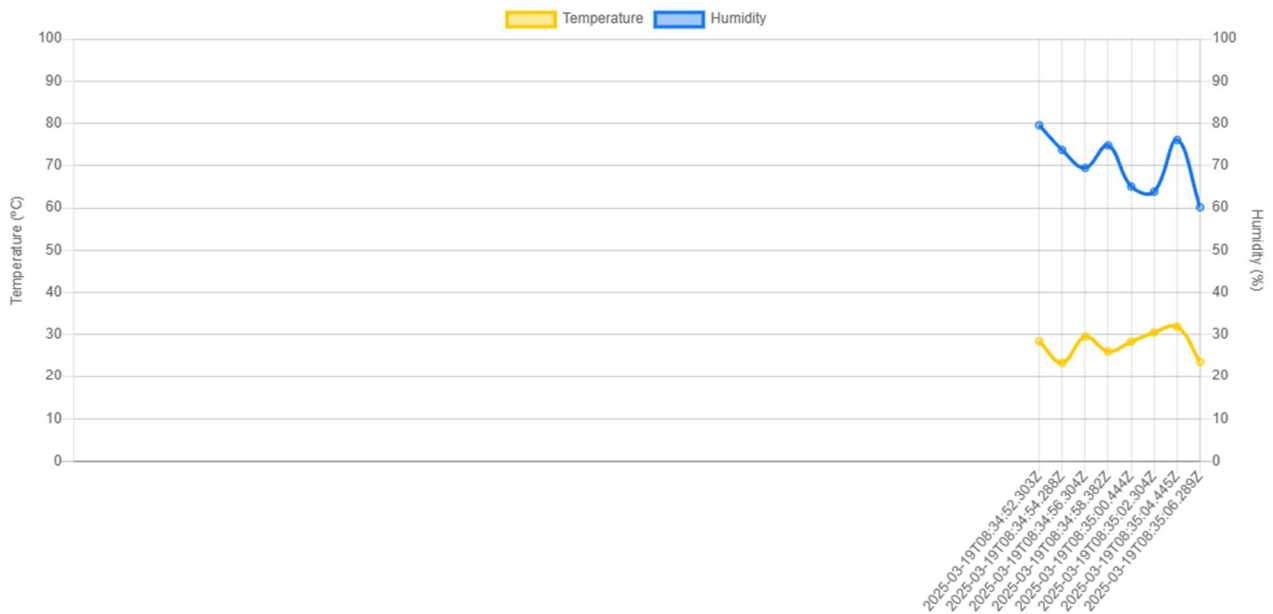 Temperature
Humidity
100
90
80
70
60
50
40
30
20
10
0
Temperature (°C)
100
90
80
70
60
50
40
30
20
10
0
Humidity (%)
2025-03-19T08:34:52.303Z
2025-03-19T08:34:54.288Z
2025-03-19T08:34:56.304Z
2025-03-19T08:34:58.382Z
2025-03-19T08:35:00.444Z
2025-03-19T08:35:02.304Z
2025-03-19T08:35:04.445Z
2025-03-19T08:35:06.289Z